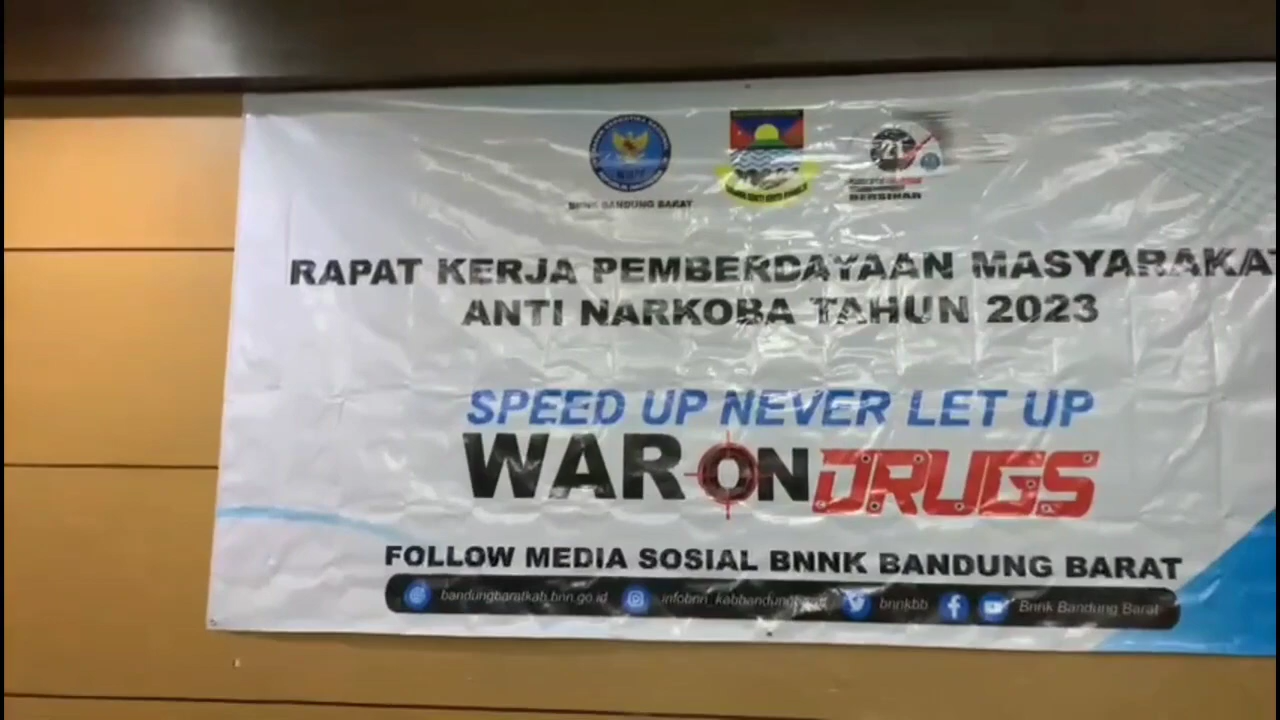 BNNK BANDUNG BARAT
BERSINAR
RAPAT KERJA PEMBERDAYAAN MASYARAKAT
ANTI NARKOBA TAHUN 2023
SPEED UP NEVER LET UP
WAR ON DRUGS
FOLLOW MEDIA SOSIAL BNNK BANDUNG BARAT
bandungbaratkab.bnn.go.id
bnnkbb Bnnk Bandung Barat